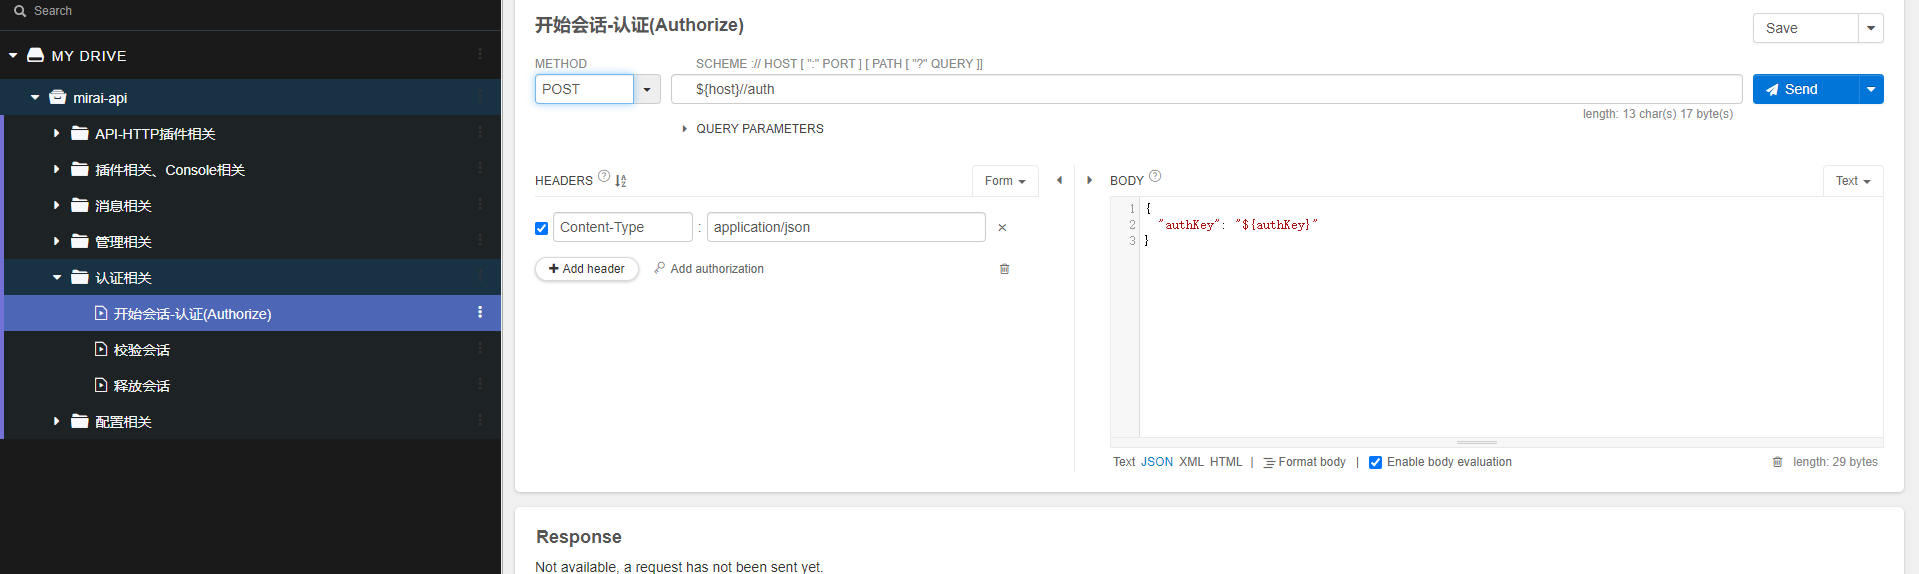 Search
MY DRIVE
mirai-api
API-HTTP插件相关
插件相关、Console相关
消息相关
管理相关
认证相关
开始会话-认证(Authorize)
校验会话
释放会话
配置相关
开始会话-认证(Authorize)
Save
METHOD
SCHEME :// HOST [ ":" PORT ] [ PATH [ "?" QUERY ]]
POST
${host}//auth
Send
length: 13 char(s) 17 byte(s)
QUERY PARAMETERS
HEADERS ? Form
Content-Type : application/json ×
+ Add header Add authorization
BODY ? Text
1 {
2 "authKey": "${authKey}"
3 }
Text JSON XML HTML | Format body | Enable body evaluation length: 29 bytes
Response
Not available, a request has not been sent yet.